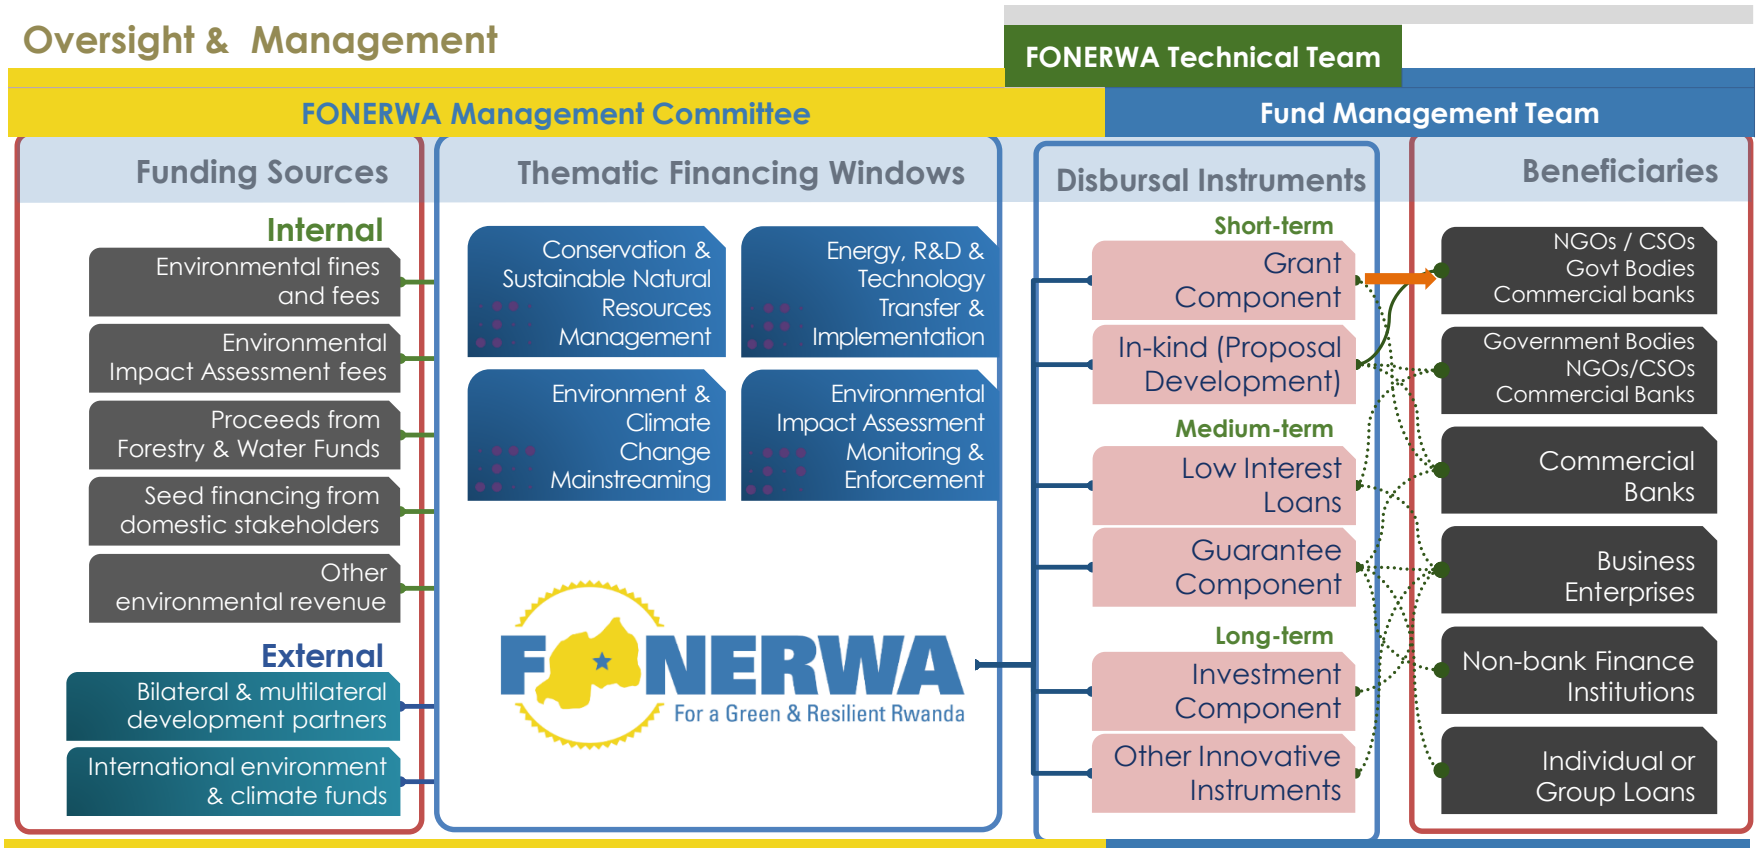 Oversight & Management
FONERWA Technical Team
FONERWA Management Committee
Fund Management Team
Funding Sources
Internal
Environmental fines
and fees
Environmental
Impact Assessment fees
Proceeds from
Forestry & Water Funds
Seed financing from
domestic stakeholders
Other
environmental revenue
External
Bilateral & multilateral
development partners
International environment
& climate funds
Thematic Financing Windows
Conservation &
Sustainable Natural
Resources
Management
Energy, R&D &
Technology
Transfer &
Implementation
Environment &
Climate
Change
Mainstreaming
Environmental
Impact Assessment
Monitoring &
Enforcement
FONERWA
For a Green & Resilient Rwanda
Disbursal Instruments
Short-term
Grant
Component
In-kind (Proposal
Development)
Medium-term
Low Interest
Loans
Guarantee
Component
Long-term
Investment
Component
Other Innovative
Instruments
Beneficiaries
NGOs / CSOs
Govt Bodies
Commercial banks
Government Bodies
NGOs/CSOs
Commercial Banks
Commercial
Banks
Business
Enterprises
Non-bank Finance
Institutions
Individual or
Group Loans